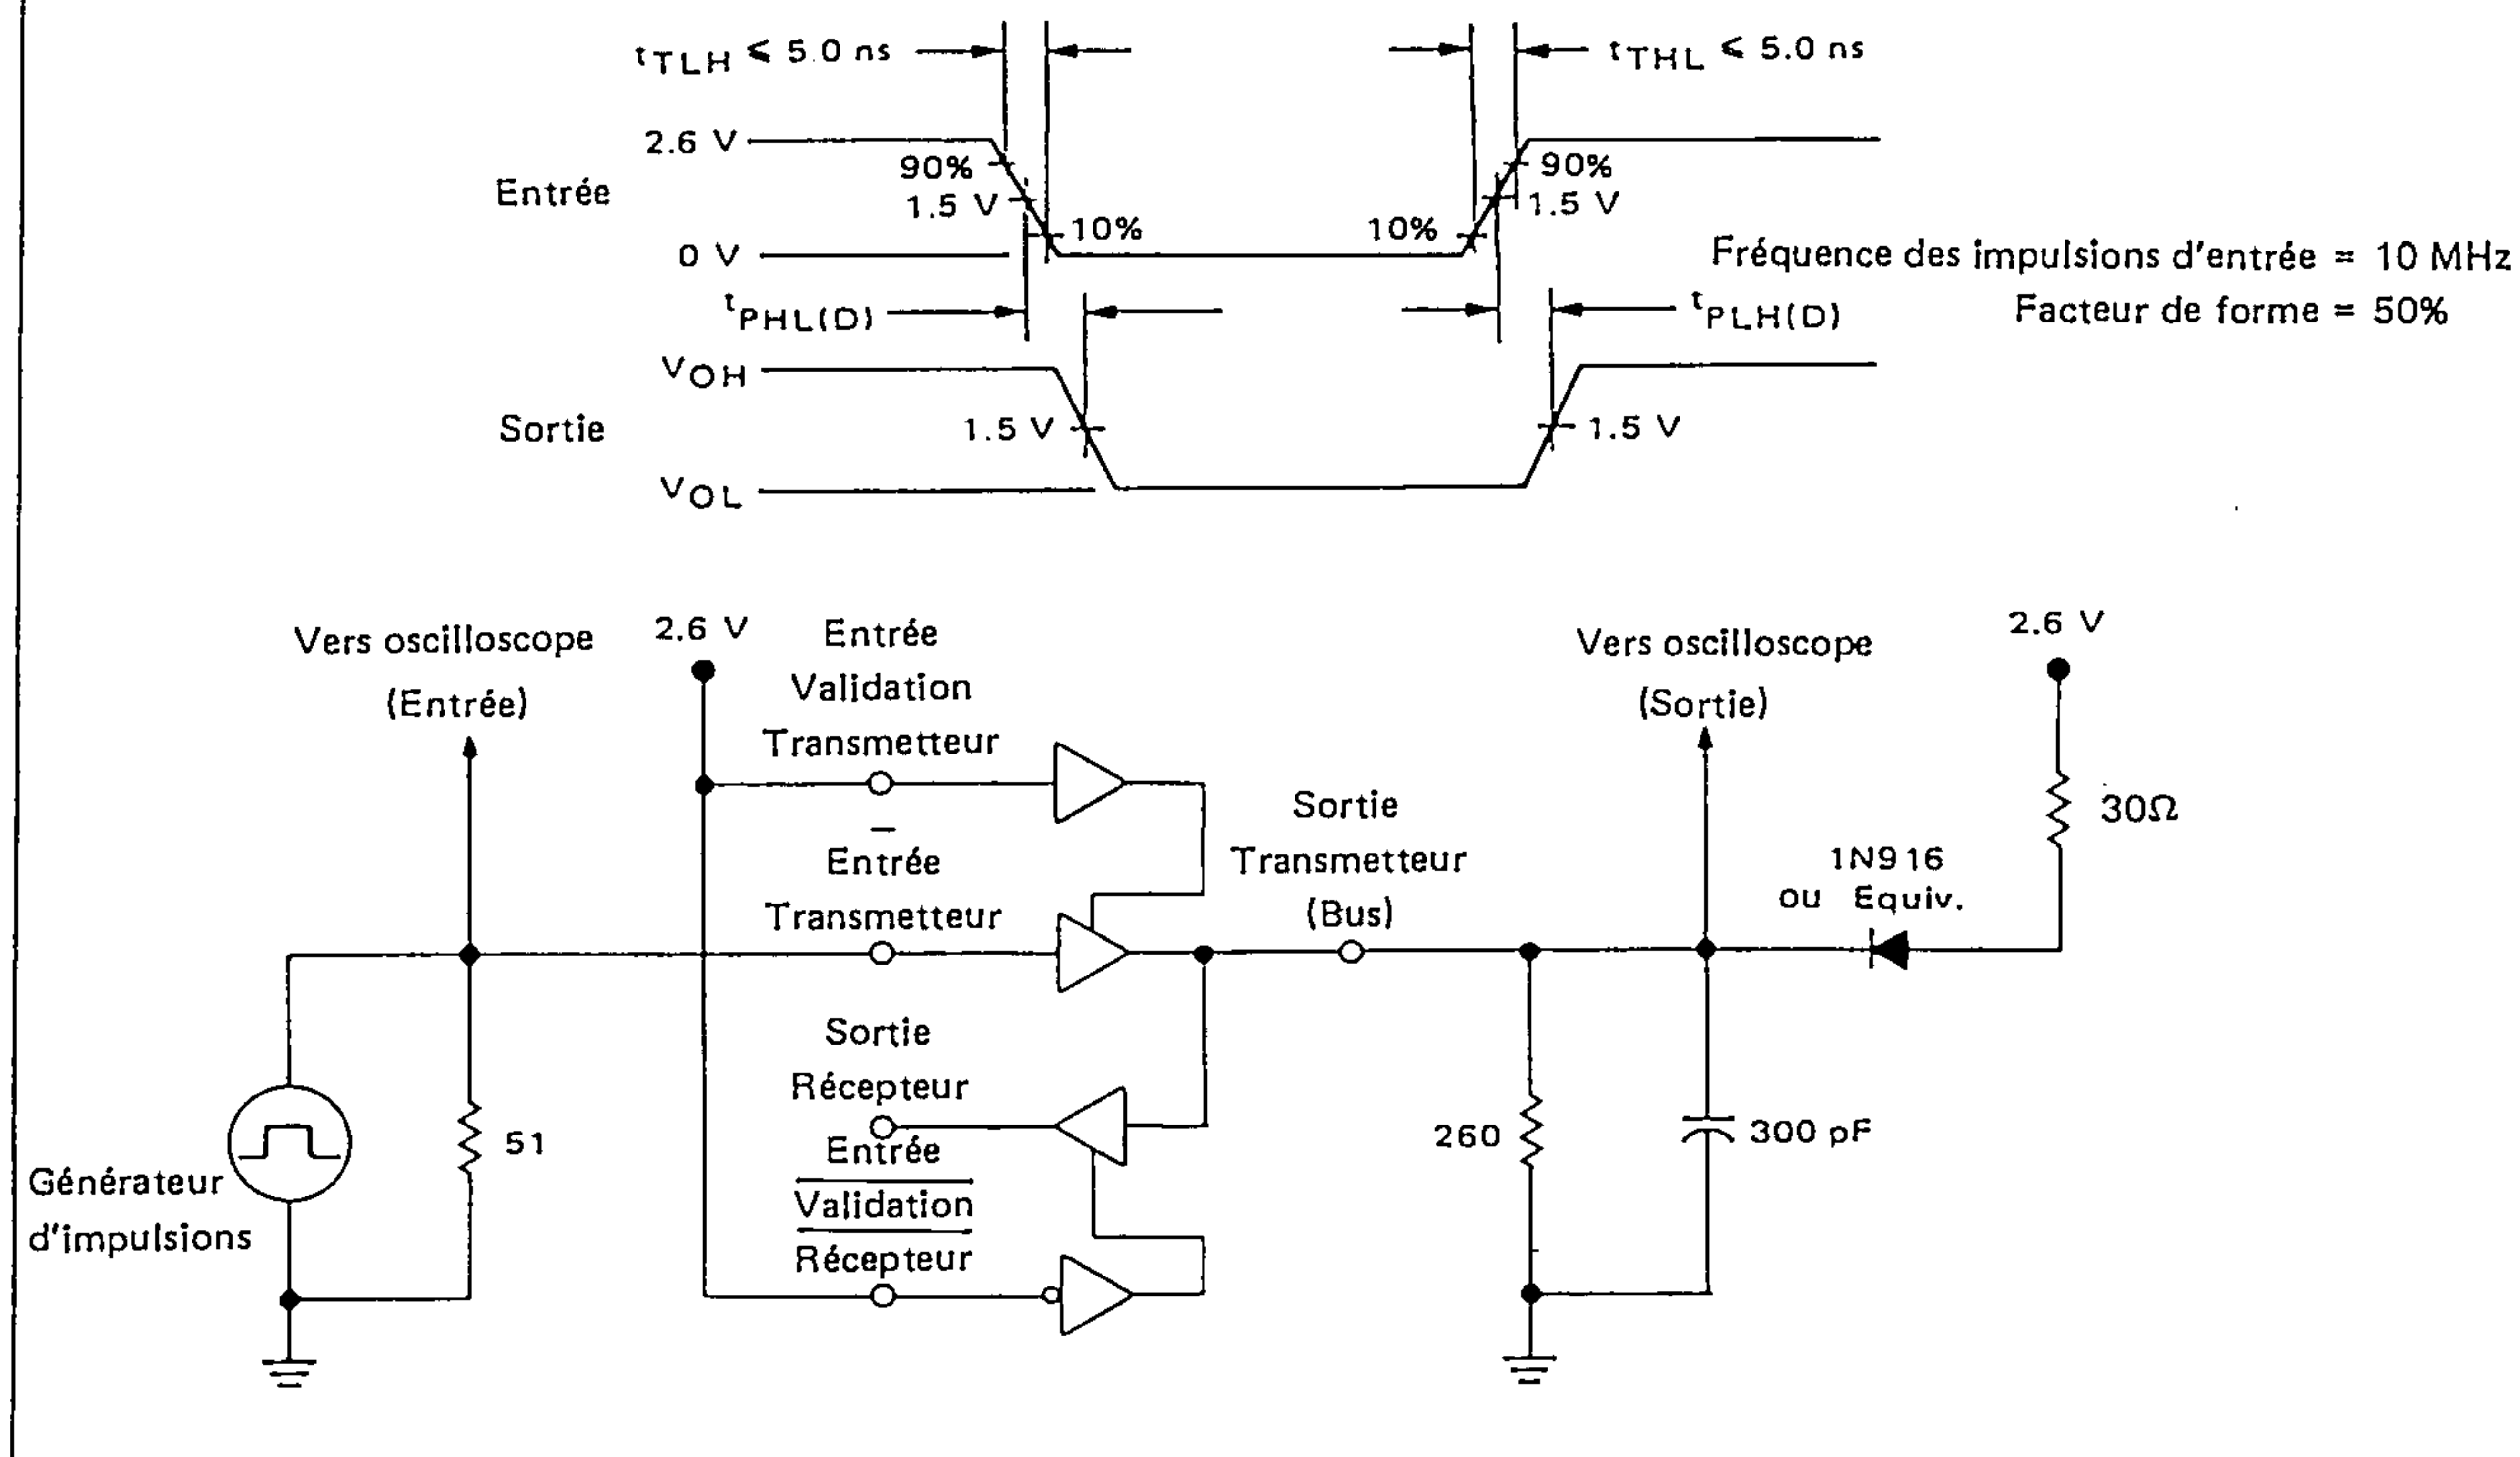 tTLH ≤ 5.0 ns
tTHL ≤ 5.0 ns
2.6 V
90%
90%
Entrée
1.5 V
1.5 V
10%
10%
0 V
Fréquence des impulsions d'entrée = 10 MHz
Facteur de forme = 50%
tPHL(D)
tPLH(D)
VOH
Sortie
1.5 V
1.5 V
VOL
Vers oscilloscope
(Entrée)
2.6 V
Entrée
Validation
Transmetteur
Vers oscilloscope
(Sortie)
2.6 V
30Ω
Entrée
Transmetteur
Sortie
Transmetteur
(Bus)
1N916
ou Equiv.
Sortie
Récepteur
Entrée
Validation
Récepteur
Générateur
d'impulsions
51
260
300 pF